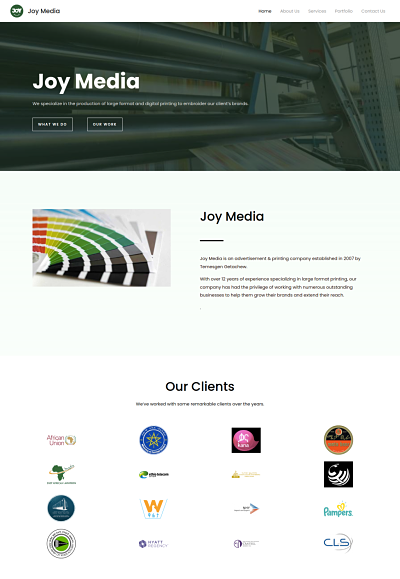 JOY Joy Media
Home About Us Services Portfolio Contact Us
Joy Media
We specialize in the production of large format and digital printing to embroider our client's brands.
WHAT WE DO OUR WORK
Joy Media
Joy Media is an advertisement & printing company established in 2007 by
Temesgen Getachew.
With over 12 years of experience specializing in large format printing, our
company has had the privilege of working with numerous outstanding
businesses to help them grow their brands and extend their reach.
.
Our Clients
We've worked with some remarkable clients over the years.
African
Union
kana
ethio telecom
Pampers
HYATT
REGENCY
CLS